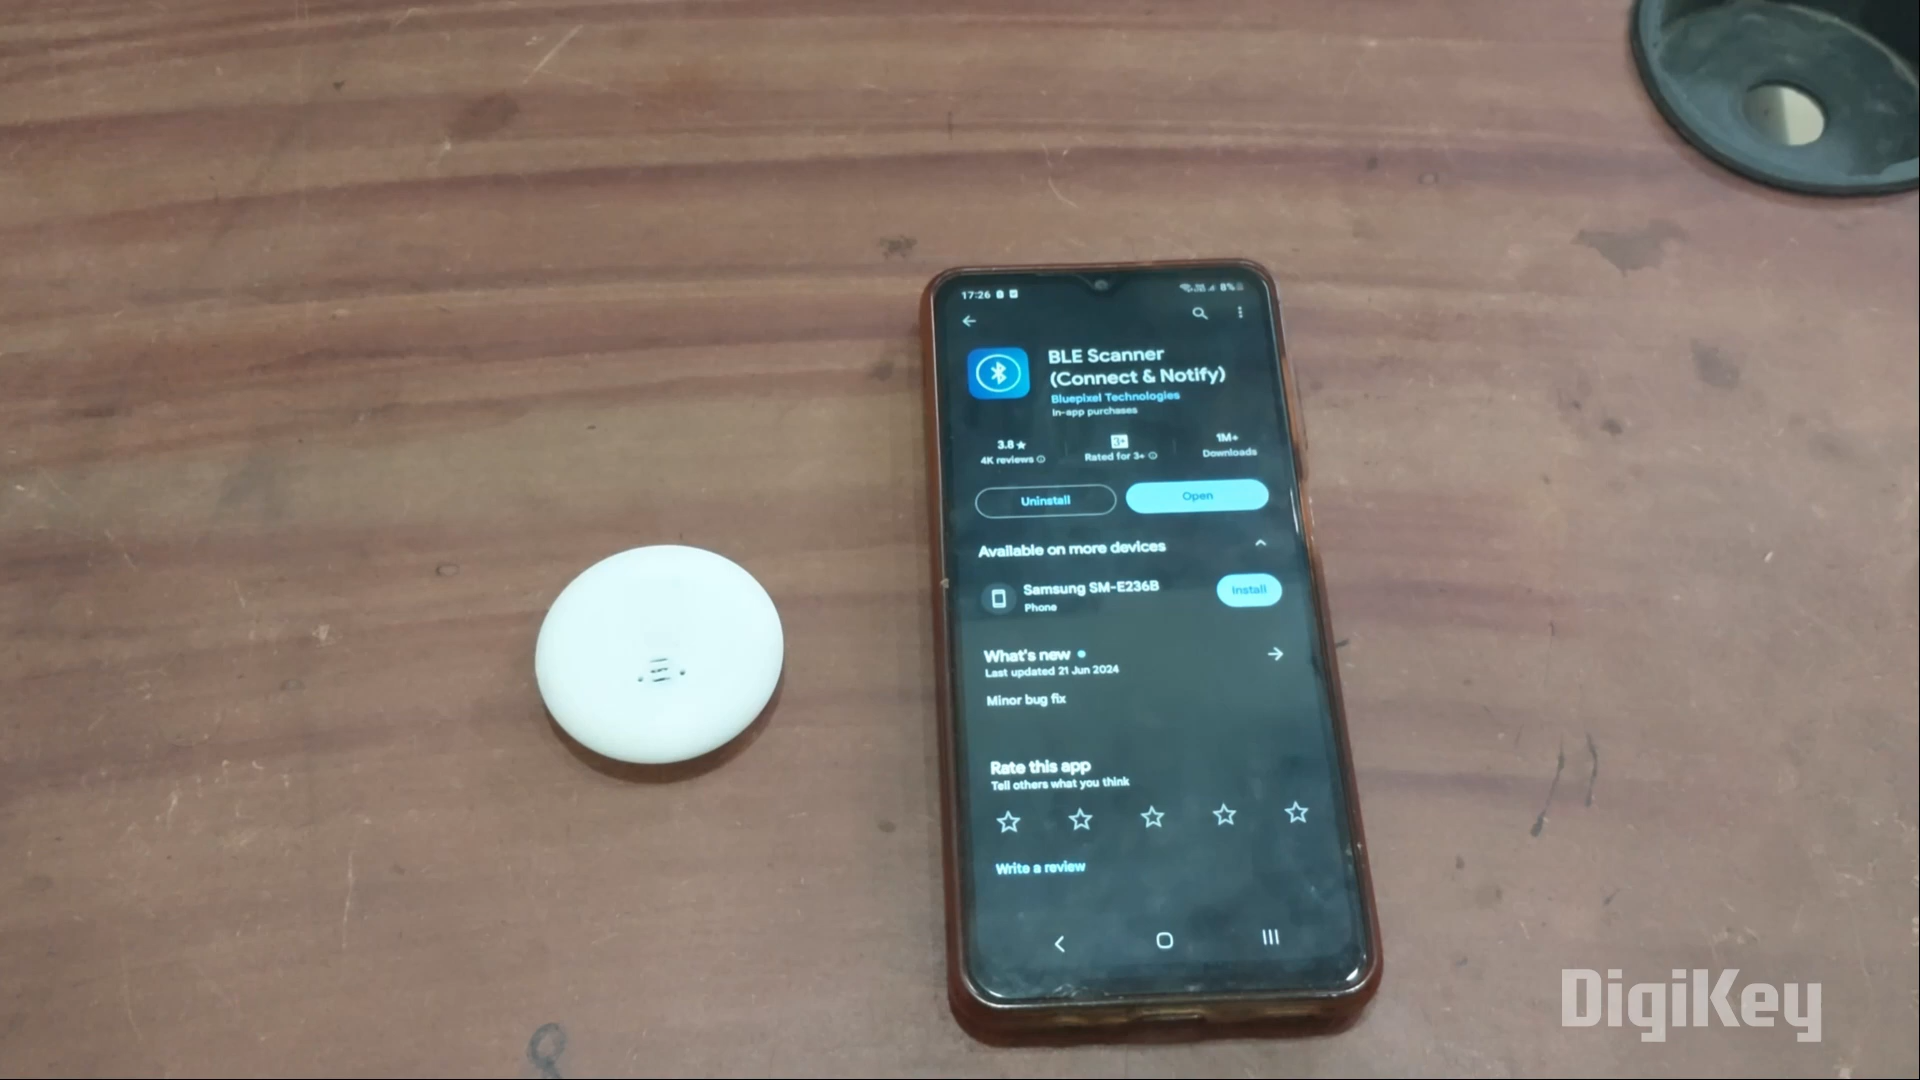 17:26
8%
BLE Scanner
(Connect & Notify)
Bluepixel Technologies
In-app purchases
3.8★
4K reviews
3+
Rated for 3+
1M+
Downloads
Uninstall
Open
Available on more devices
Samsung SM-E236B
Phone
Install
What's new
Last updated 21 Jun 2024
Minor bug fix
Rate this app
Tell others what you think
Write a review
DigiKey